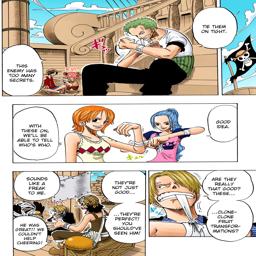 TIE THEM
ON TIGHT.
THIS
ENEMY HAS
TOO MANY
SECRETS.
GOOD
IDEA.
WITH
THESE ON,
WE'LL BE
ABLE TO
TELL
WHO'S WHO.
ARE THEY
REALLY
THAT GOOD?
THESE...
...CLONE-
CLONE
TRANSFOR-
MATIONS?
THEY'RE
NOT JUST
GOOD...
...THEY'RE
PERFECT!
YOU
SHOULD'VE
SEEN HIM!
SOUNDS
LIKE A
FREAK TO
ME.
HE WAS
GREAT!! WE
COULDN'T
HELP
CHEERING!